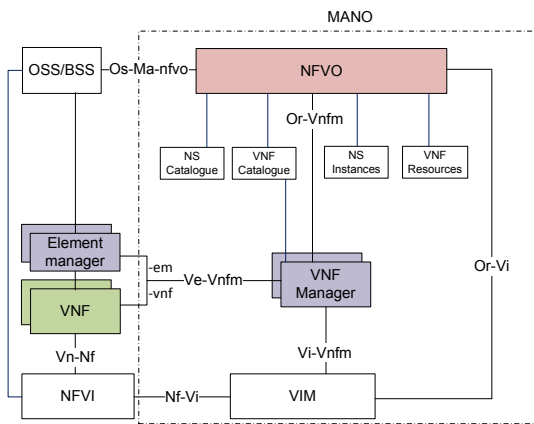 MANO
OSS/BSS
Os-Ma-nfvo
NFVO
Or-Vnfm
NS
Catalogue
VNF
Catalogue
NS
Instances
VNF
Resources
Element
manager
-em
Ve-Vnfm
-vnf
VNF
Manager
Or-Vi
VNF
Vn-Nf
Vi-Vnfm
NFVI
Nf-Vi
VIM